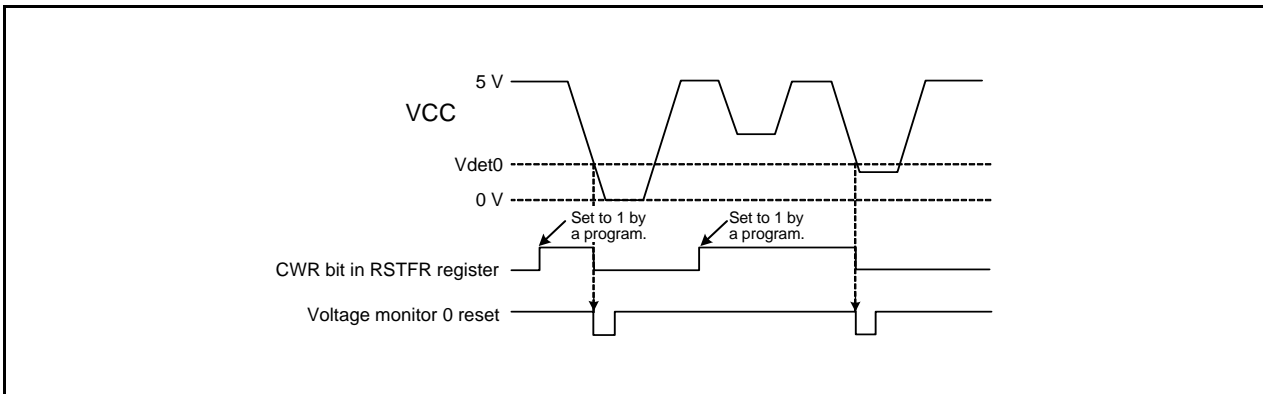 5 V
VCC
Vdet0
0 V
Set to 1 by
a program.
Set to 1 by
a program.
CWR bit in RSTFR register
Voltage monitor 0 reset